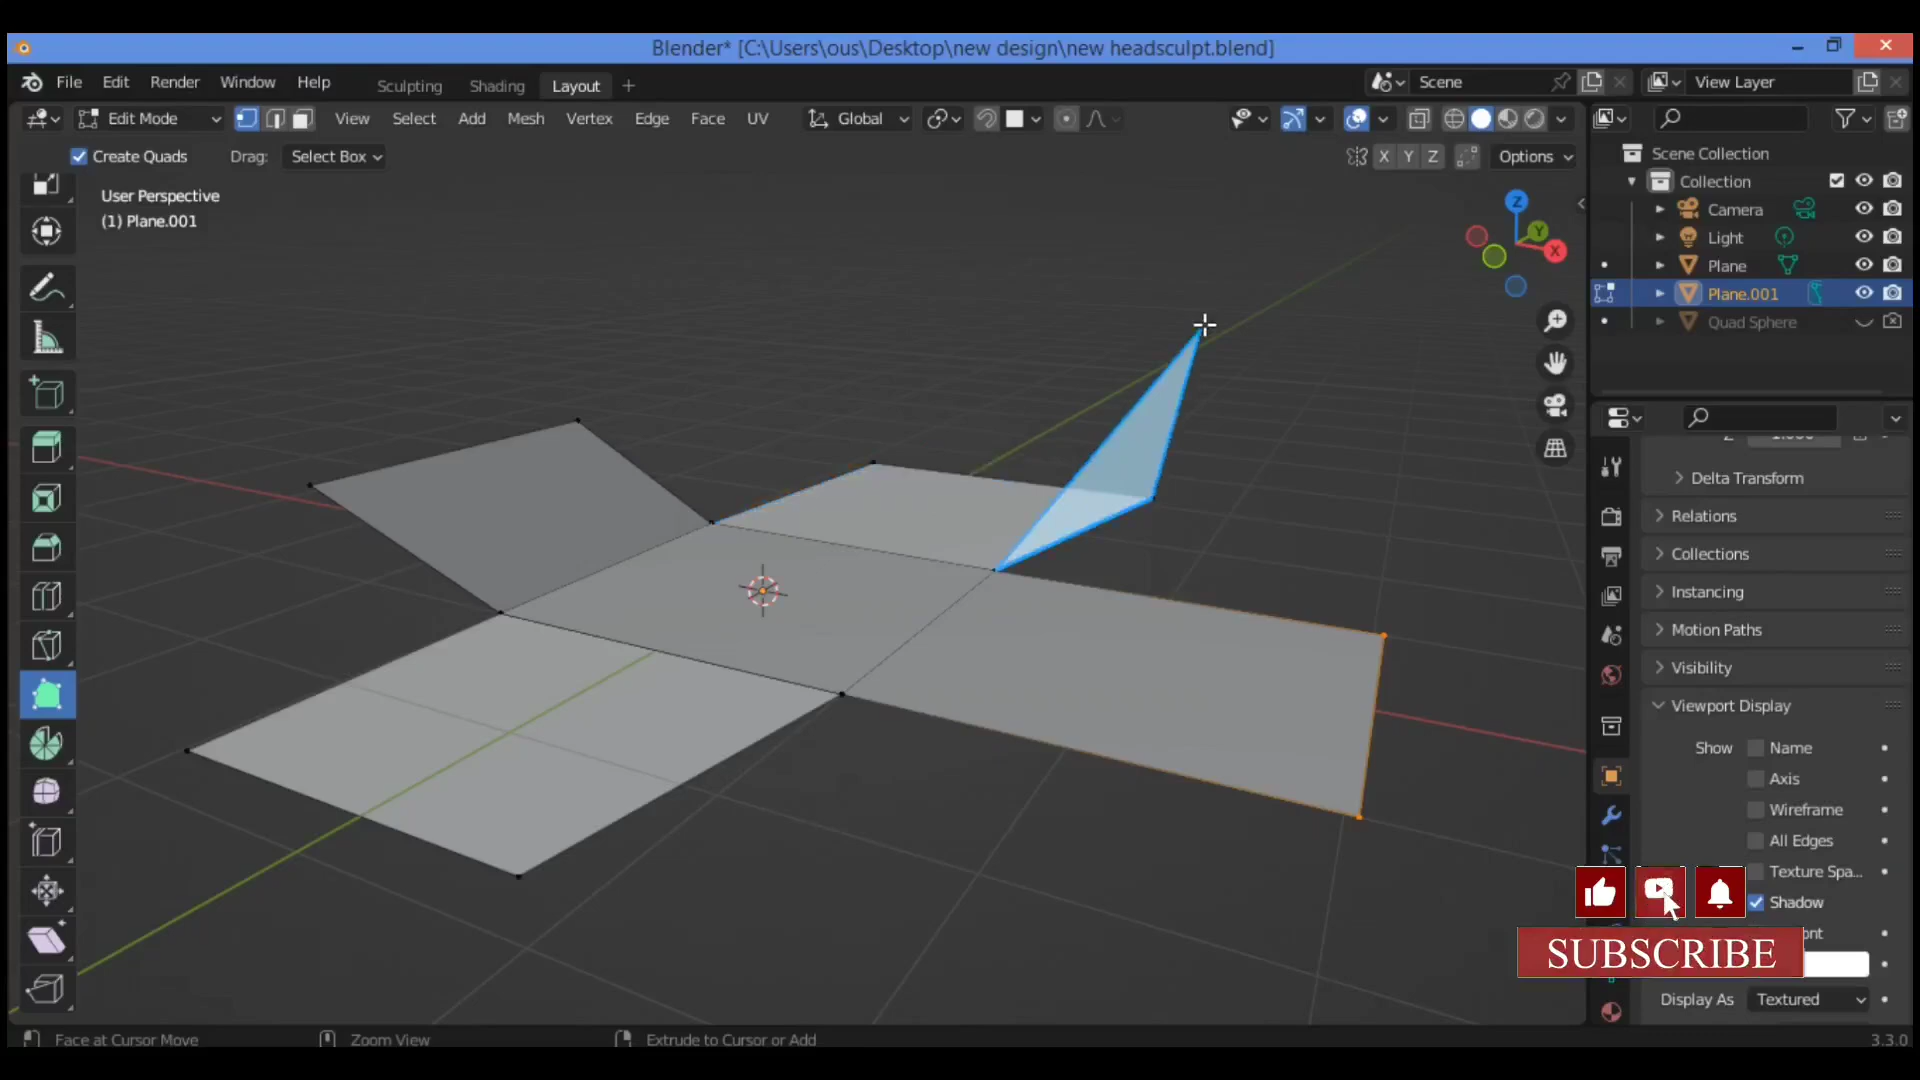 Blender* [C:\Users\ous\Desktop\new design\new headsculpt.blend]
File Edit Render Window Help Sculpting Shading Layout + Scene View Layer
Edit Mode View Select Add Mesh Vertex Edge Face UV Global
Create Quads Drag: Select Box X Y Z Options
User Perspective
(1) Plane.001
Z
Y
X
Scene Collection
Collection
Camera
Light
Plane
Plane.001
Quad Sphere
Delta Transform
Relations
Collections
Instancing
Motion Paths
Visibility
Viewport Display
Show Name
Axis
Wireframe
All Edges
Texture Spa...
Shadow
SUBSCRIBE
Display As Textured
Face at Cursor Move Zoom View Extrude to Cursor or Add 3.3.0